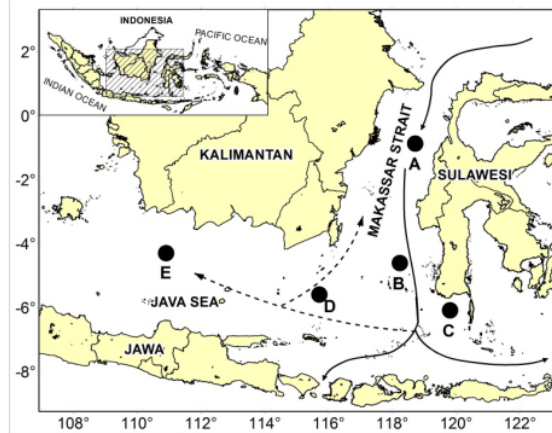 INDONESIA
PACIFIC OCEAN
INDIAN OCEAN
2°
0°
-2°
-4°
-6°
-8°
KALIMANTAN
MAKASSAR STRAIT
A
SULAWESI
E
B
D
C
JAVA SEA
JAWA
108° 110° 112° 114° 116° 118° 120° 122°